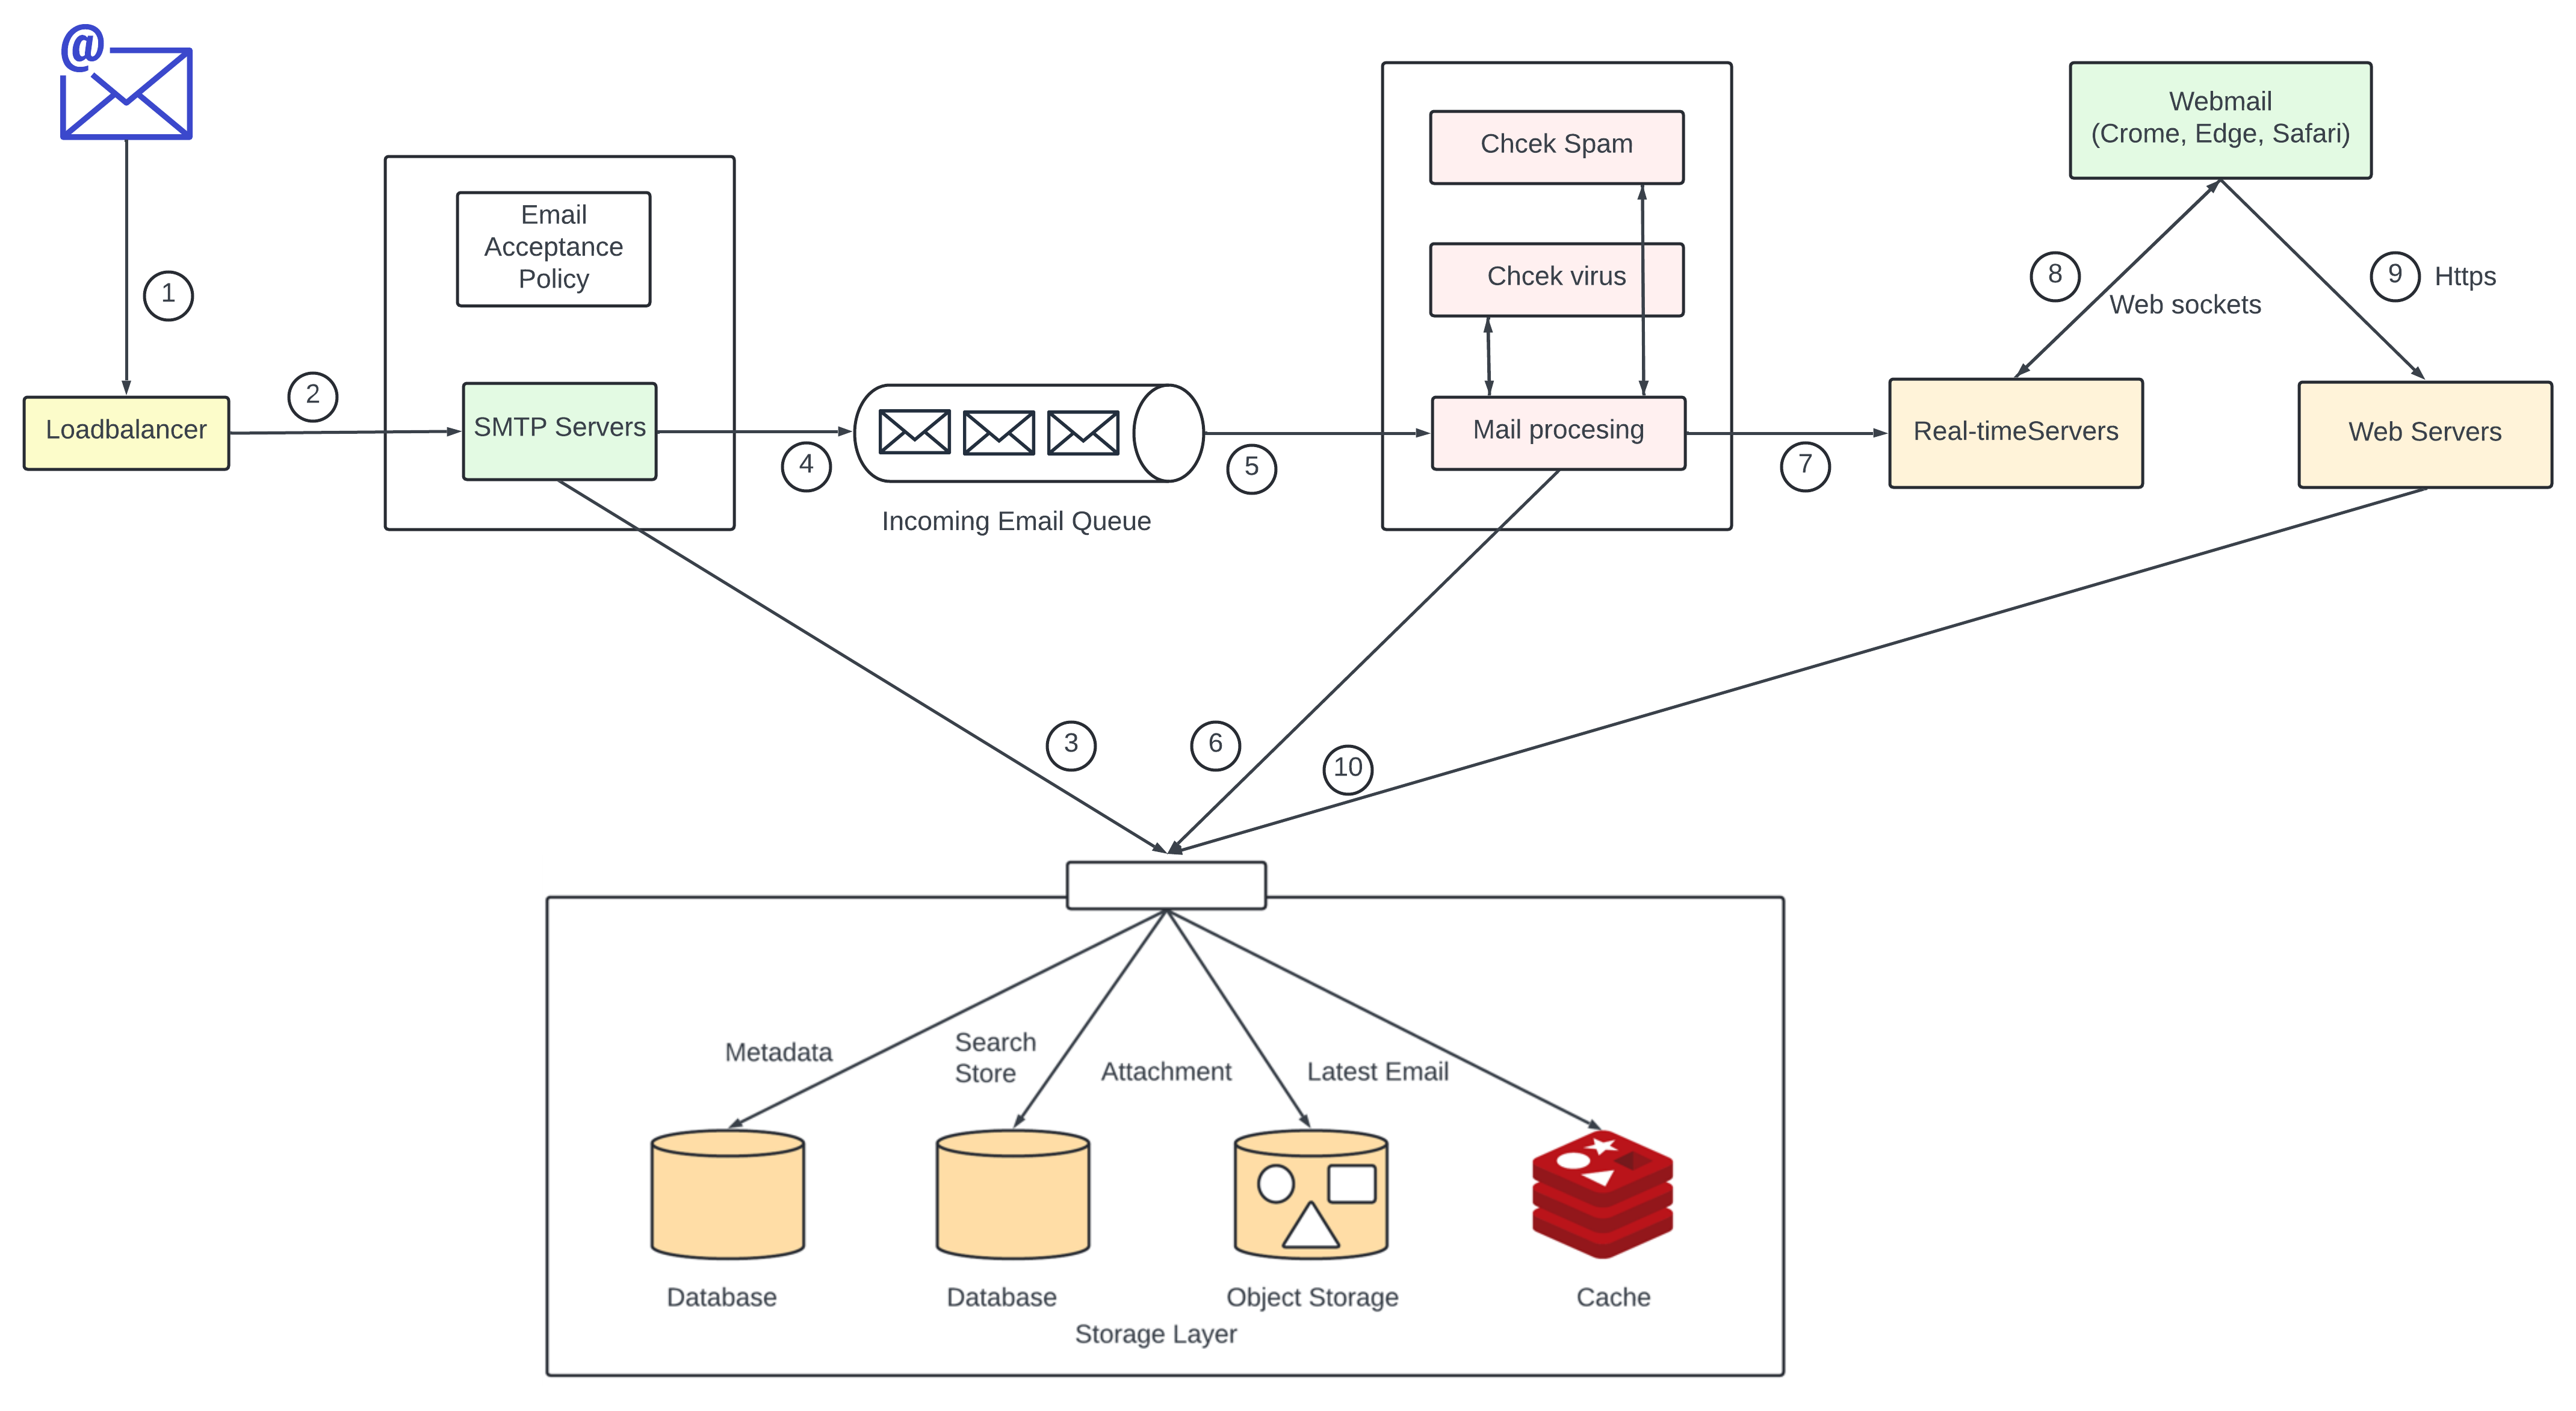 @
1
Loadbalancer
2
Email
Acceptance
Policy
SMTP Servers
4
Incoming Email Queue
5
Chcek Spam
Chcek virus
Mail procesing
7
Webmail
(Crome, Edge, Safari)
8
Web sockets
9
Https
Real-timeServers
Web Servers
3
6
10
Metadata
Search
Store
Attachment
Latest Email
Database
Database
Object Storage
Cache
Storage Layer